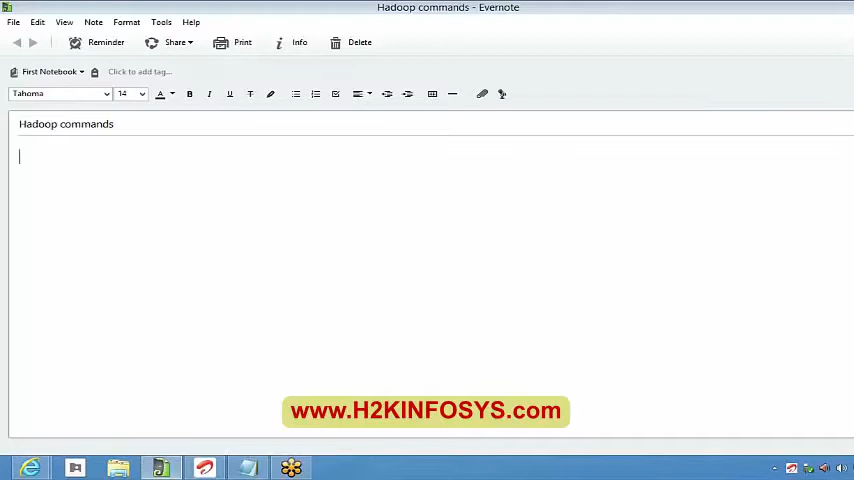 Hadoop commands - Evernote
File Edit View Note Format Tools Help
Reminder Share Print Info Delete
First Notebook Click to add tag...
Tahoma 14 A B I U T
Hadoop commands
www.H2KINFOSYS.com